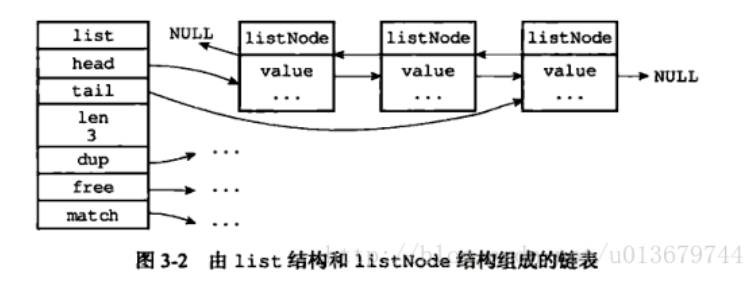 list
head
tail
len
3
dup
free
match
NULL
listNode
value
...
listNode
value
...
listNode
value
...
NULL
...
...
...
图 3-2 由 list 结构和 listNode 结构组成的链表
u013679744